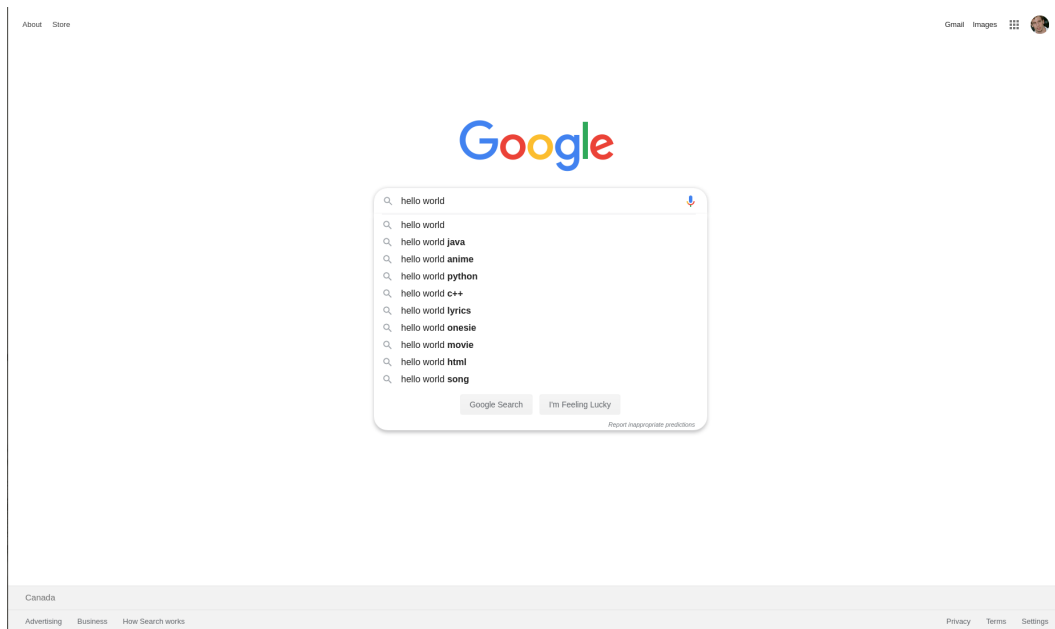 About Store
Gmail Images
Google
hello world
hello world
hello world java
hello world anime
hello world python
hello world c++
hello world lyrics
hello world onesie
hello world movie
hello world html
hello world song
Google Search I'm Feeling Lucky
Report inappropriate predictions
Canada
Advertising Business How Search works
Privacy Terms Settings